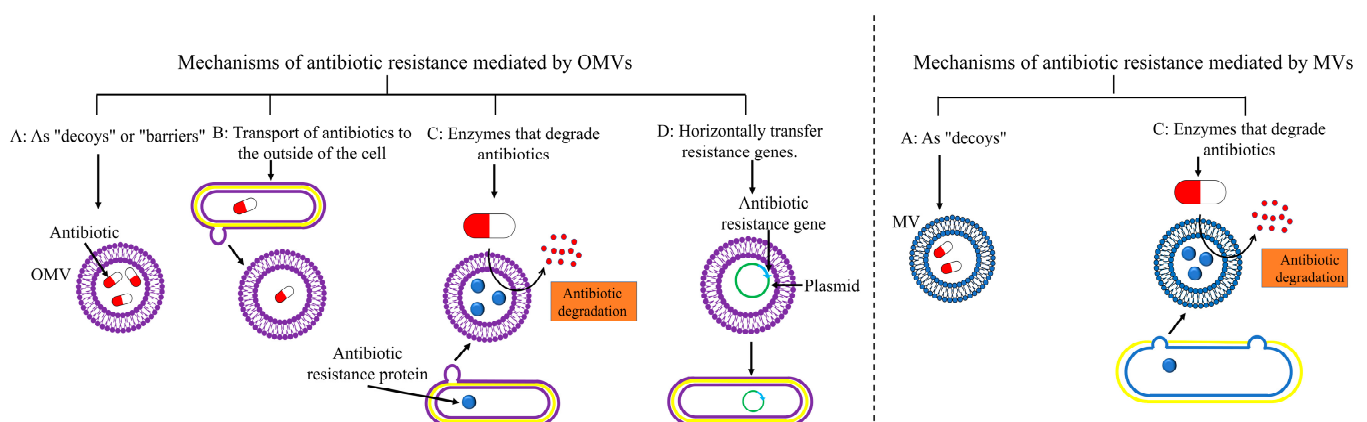 Mechanisms of antibiotic resistance mediated by OMVs
A: As "decoys" or "barriers"
B: Transport of antibiotics to
the outside of the cell
C: Enzymes that degrade
antibiotics
D: Horizontally transfer
resistance genes.
Antibiotic
OMV
Antibiotic
degradation
Antibiotic
resistance protein
Antibiotic
resistance gene
Plasmid
Mechanisms of antibiotic resistance mediated by MVs
A: As "decoys"
C: Enzymes that degrade
antibiotics
MV
Antibiotic
degradation